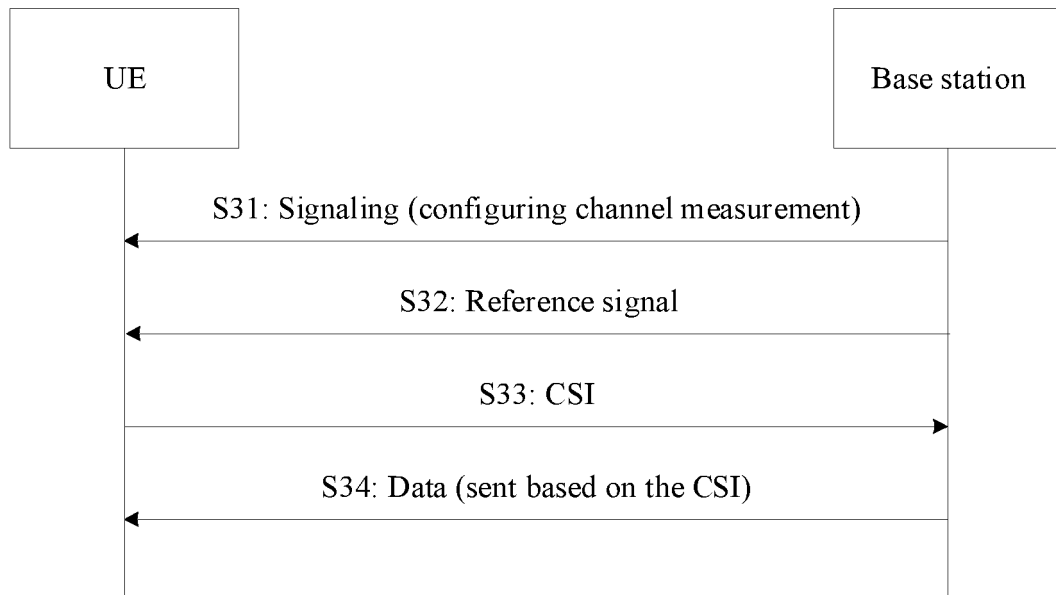 UE
Base station
S31: Signaling (configuring channel measurement)
S32: Reference signal
S33: CSI
S34: Data (sent based on the CSI)